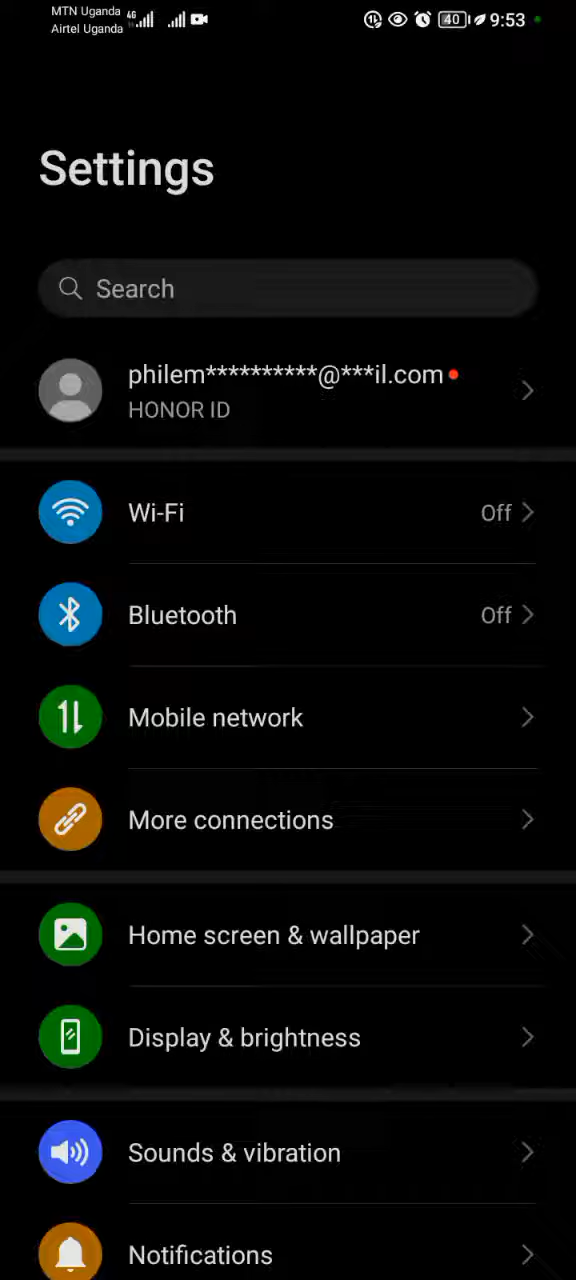 MTN Uganda 4G
Airtel Uganda
40 9:53
Settings
Search
philem**********@***il.com
HONOR ID
Wi-Fi Off
Bluetooth Off
Mobile network
More connections
Home screen & wallpaper
Display & brightness
Sounds & vibration
Notifications